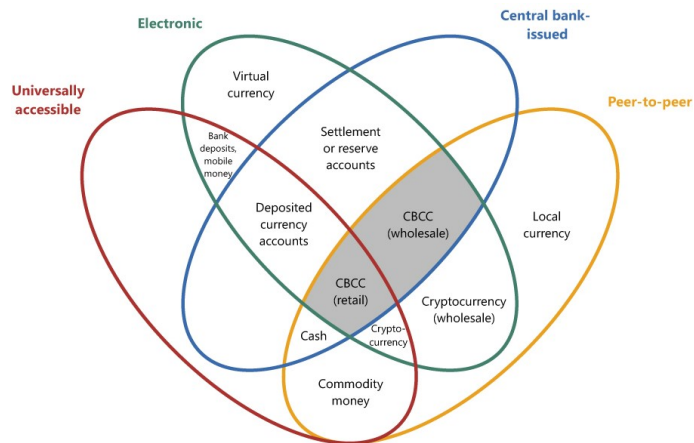 Central bank-
issued
Electronic
Universally
accessible
Peer-to-peer
Virtual
currency
Bank
deposits,
mobile
money
Settlement
or reserve
accounts
Deposited
currency
accounts
CBCC
(wholesale)
Local
currency
CBCC
(retail)
Cryptocurrency
(wholesale)
Cash
Crypto-
currency
Commodity
money